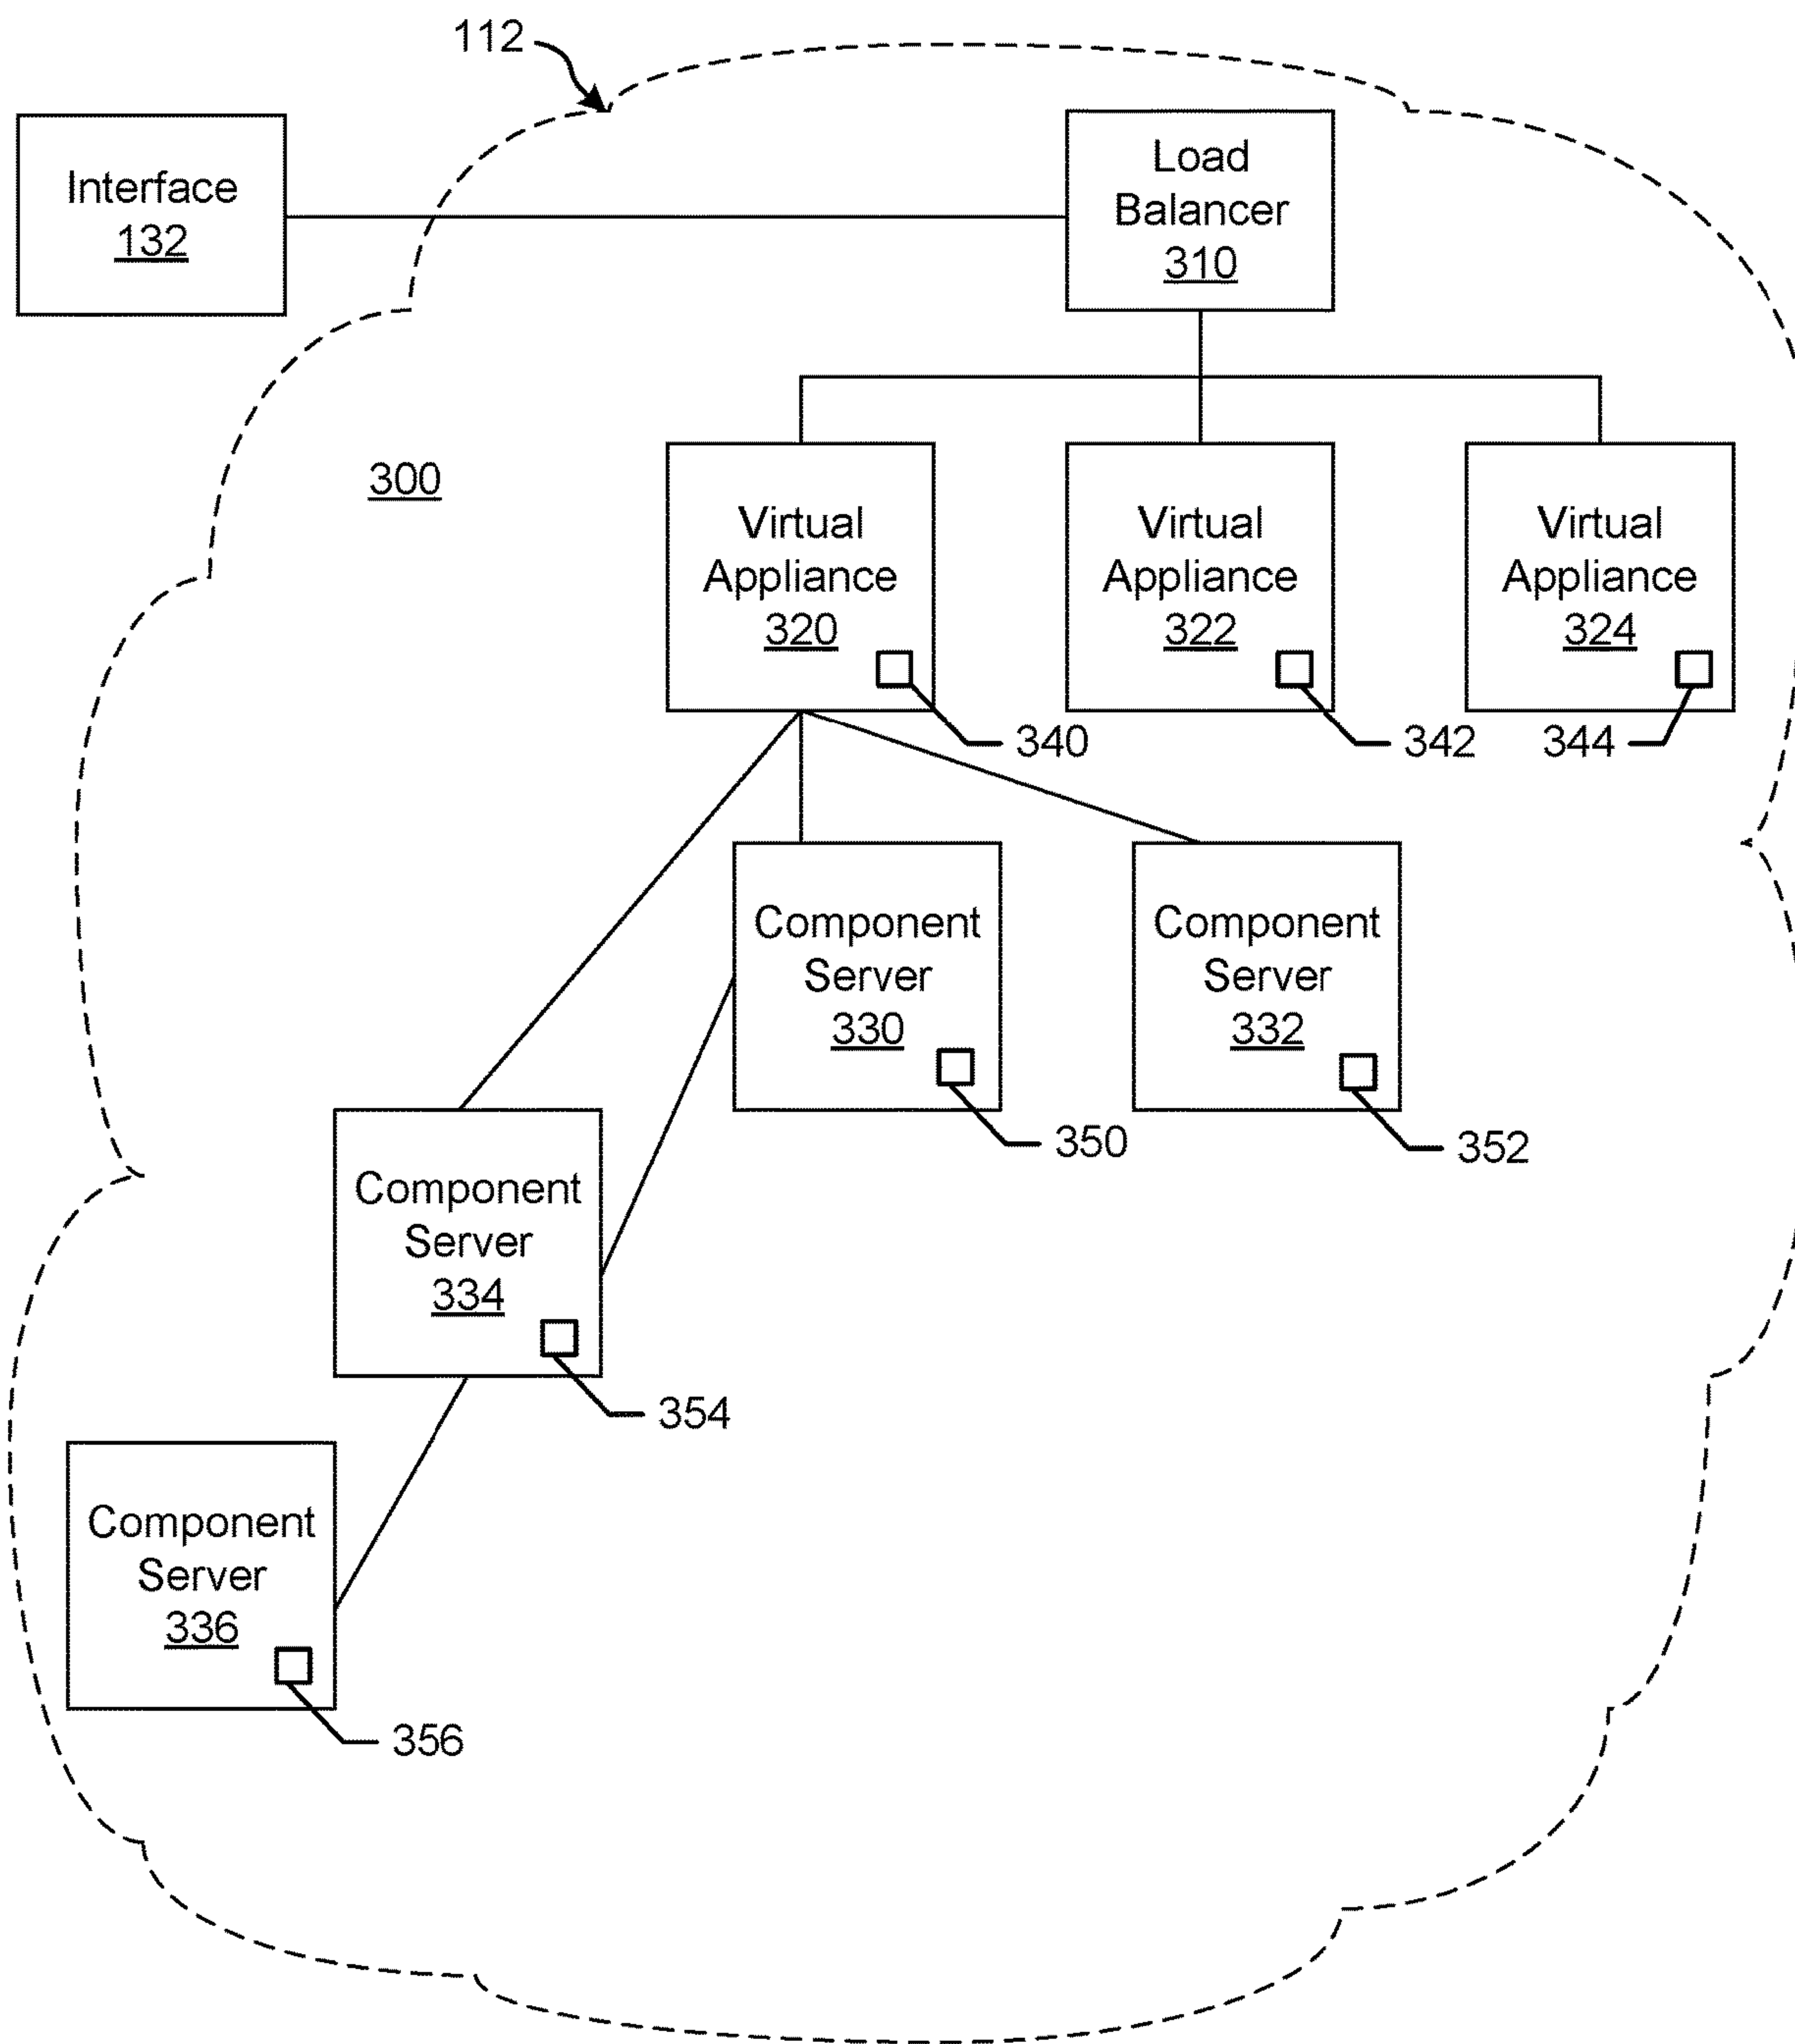 112
Interface
132
Load
Balancer
310
300
Virtual
Appliance
320
Virtual
Appliance
322
Virtual
Appliance
324
340
342
344
Component
Server
330
Component
Server
332
350
352
Component
Server
334
354
Component
Server
336
356